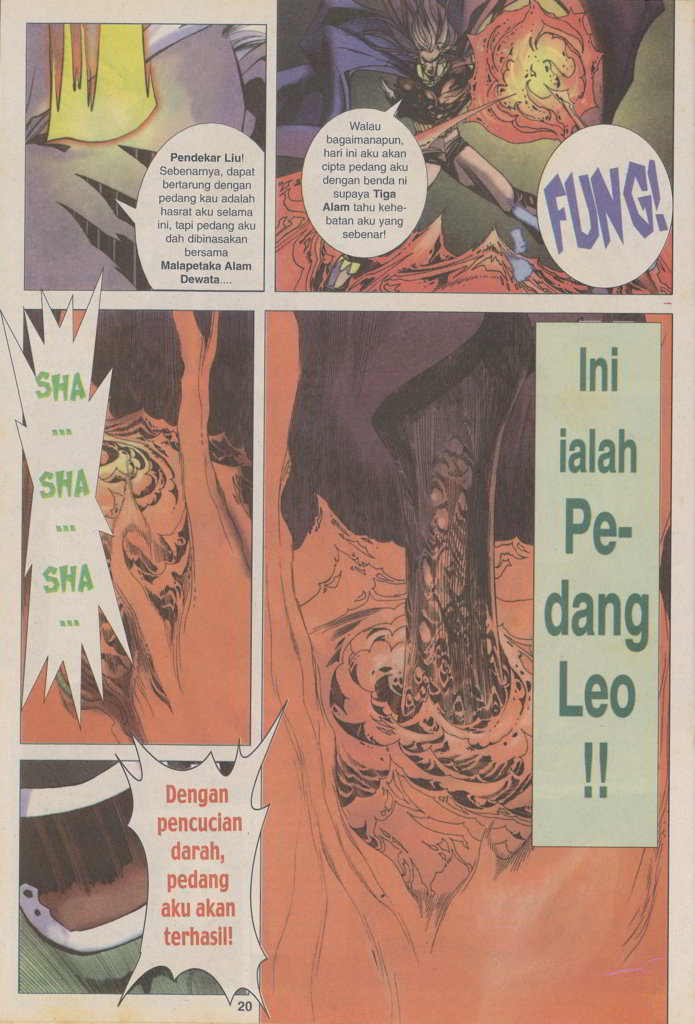 Pendekar Liu!
Sebenarnya, dapat
bertarung dengan
pedang kau adalah
hasrat aku selama
ini, tapi pedang aku
dah dibinasakan
bersama
Malapetaka Alam
Dewata....
Walau
bagaimanapun,
hari ini aku akan
cipta pedang aku
dengan benda ni
supaya Tiga
Alam tahu kehe-
batan aku yang
sebenar!
FUNG!
SHA
...
SHA
...
SHA
...
Ini
ialah
Pe-
dang
Leo
!!
Dengan
pencucian
darah,
pedang
aku akan
terhasil!
20